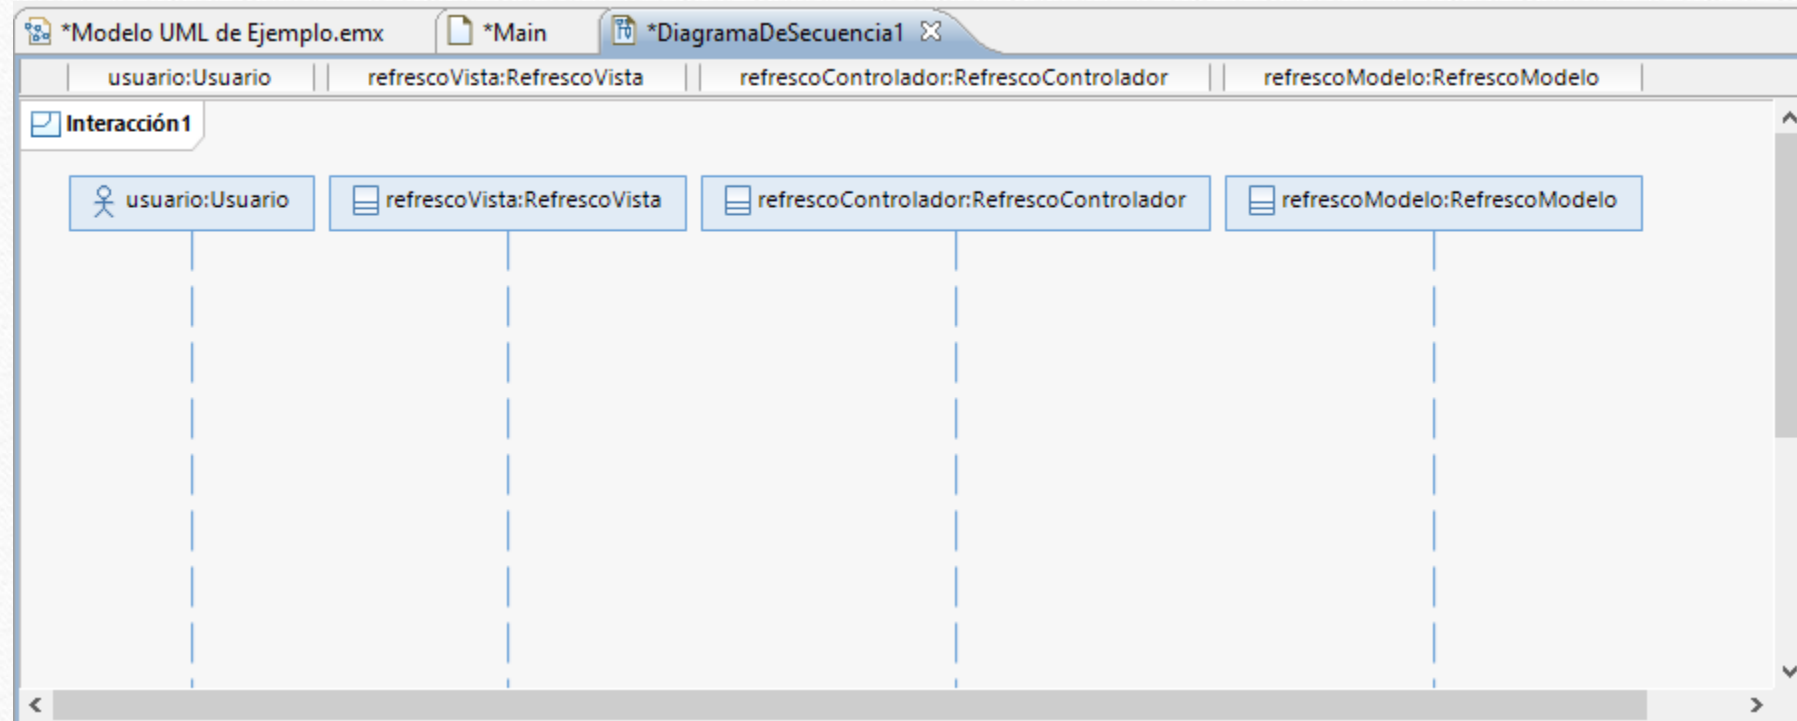 *Modelo UML de Ejemplo.emx *Main *DiagramaDeSecuencia1
usuario:Usuario refrescoVista:RefrescoVista refrescoControlador:RefrescoControlador refrescoModelo:RefrescoModelo
Interacción1
usuario:Usuario refrescoVista:RefrescoVista refrescoControlador:RefrescoControlador refrescoModelo:RefrescoModelo